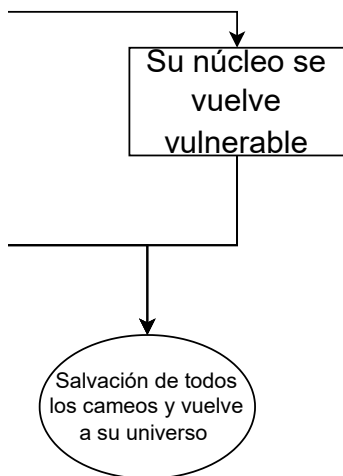 Su núcleo se
vuelve
vulnerable
Salvación de todos
los cameos y vuelve
a su universo